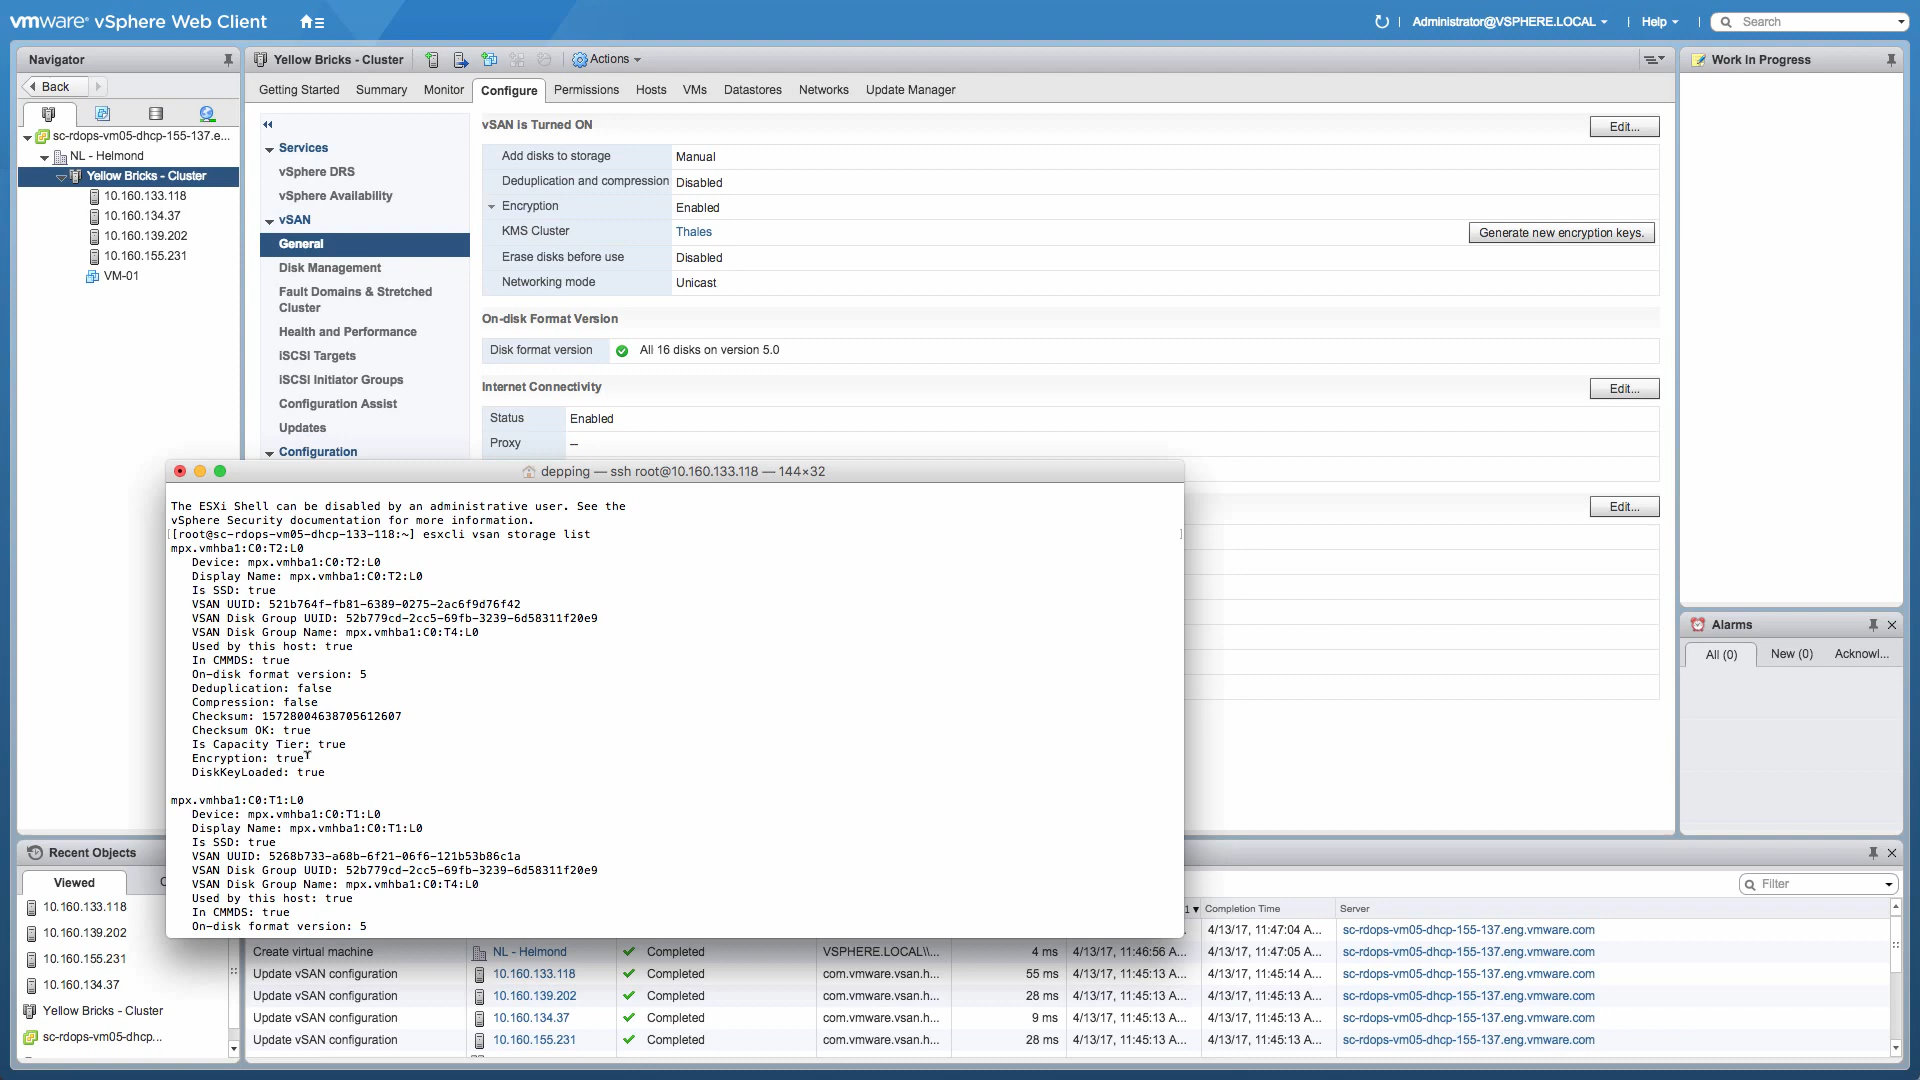 vmware® vSphere Web Client
Administrator@VSPHERE.LOCAL
Help
Search
Navigator
Back
sc-rdops-vm05-dhcp-155-137.e...
NL - Helmond
Yellow Bricks - Cluster
10.160.133.118
10.160.134.37
10.160.139.202
10.160.155.231
VM-01
Yellow Bricks - Cluster
Actions
Getting Started
Summary
Monitor
Configure
Permissions
Hosts
VMs
Datastores
Networks
Update Manager
Services
vSphere DRS
vSphere Availability
vSAN
General
Disk Management
Fault Domains & Stretched
Cluster
Health and Performance
iSCSI Targets
iSCSI Initiator Groups
Configuration Assist
Updates
Configuration
vSAN is Turned ON
Edit...
Add disks to storage Manual
Deduplication and compression Disabled
Encryption Enabled
KMS Cluster Thales
Generate new encryption keys.
Erase disks before use Disabled
Networking mode Unicast
On-disk Format Version
Disk format version All 16 disks on version 5.0
Internet Connectivity
Edit...
Status Enabled
Proxy --
Edit...
Work In Progress
Alarms
All (0)
New (0)
Acknowl...
depping — ssh root@10.160.133.118 — 144×32
The ESXi Shell can be disabled by an administrative user. See the
vSphere Security documentation for more information.
[[root@sc-rdops-vm05-dhcp-133-118:~] esxcli vsan storage list ]
mpx.vmhba1:C0:T2:L0
Device: mpx.vmhba1:C0:T2:L0
Display Name: mpx.vmhba1:C0:T2:L0
Is SSD: true
VSAN UUID: 521b764f-fb81-6389-0275-2ac6f9d76f42
VSAN Disk Group UUID: 52b779cd-2cc5-69fb-3239-6d58311f20e9
VSAN Disk Group Name: mpx.vmhba1:C0:T4:L0
Used by this host: true
In CMMDS: true
On-disk format version: 5
Deduplication: false
Compression: false
Checksum: 15728004638705612607
Checksum OK: true
Is Capacity Tier: true
Encryption: true
DiskKeyLoaded: true
mpx.vmhba1:C0:T1:L0
Device: mpx.vmhba1:C0:T1:L0
Display Name: mpx.vmhba1:C0:T1:L0
Is SSD: true
VSAN UUID: 5268b733-a68b-6f21-06f6-121b53b86c1a
VSAN Disk Group UUID: 52b779cd-2cc5-69fb-3239-6d58311f20e9
VSAN Disk Group Name: mpx.vmhba1:C0:T4:L0
Used by this host: true
In CMMDS: true
On-disk format version: 5
Recent Objects
Viewed
10.160.133.118
10.160.139.202
10.160.155.231
10.160.134.37
Yellow Bricks - Cluster
sc-rdops-vm05-dhcp...
Filter
1 Completion Time Server
4/13/17, 11:47:04 A... sc-rdops-vm05-dhcp-155-137.eng.vmware.com
Create virtual machine NL - Helmond Completed VSPHERE.LOCAL\\... 4 ms 4/13/17, 11:46:56 A... 4/13/17, 11:47:05 A... sc-rdops-vm05-dhcp-155-137.eng.vmware.com
Update vSAN configuration 10.160.133.118 Completed com.vmware.vsan.h... 55 ms 4/13/17, 11:45:13 A... 4/13/17, 11:45:14 A... sc-rdops-vm05-dhcp-155-137.eng.vmware.com
Update vSAN configuration 10.160.139.202 Completed com.vmware.vsan.h... 28 ms 4/13/17, 11:45:13 A... 4/13/17, 11:45:13 A... sc-rdops-vm05-dhcp-155-137.eng.vmware.com
Update vSAN configuration 10.160.134.37 Completed com.vmware.vsan.h... 9 ms 4/13/17, 11:45:13 A... 4/13/17, 11:45:13 A... sc-rdops-vm05-dhcp-155-137.eng.vmware.com
Update vSAN configuration 10.160.155.231 Completed com.vmware.vsan.h... 28 ms 4/13/17, 11:45:13 A... 4/13/17, 11:45:13 A... sc-rdops-vm05-dhcp-155-137.eng.vmware.com